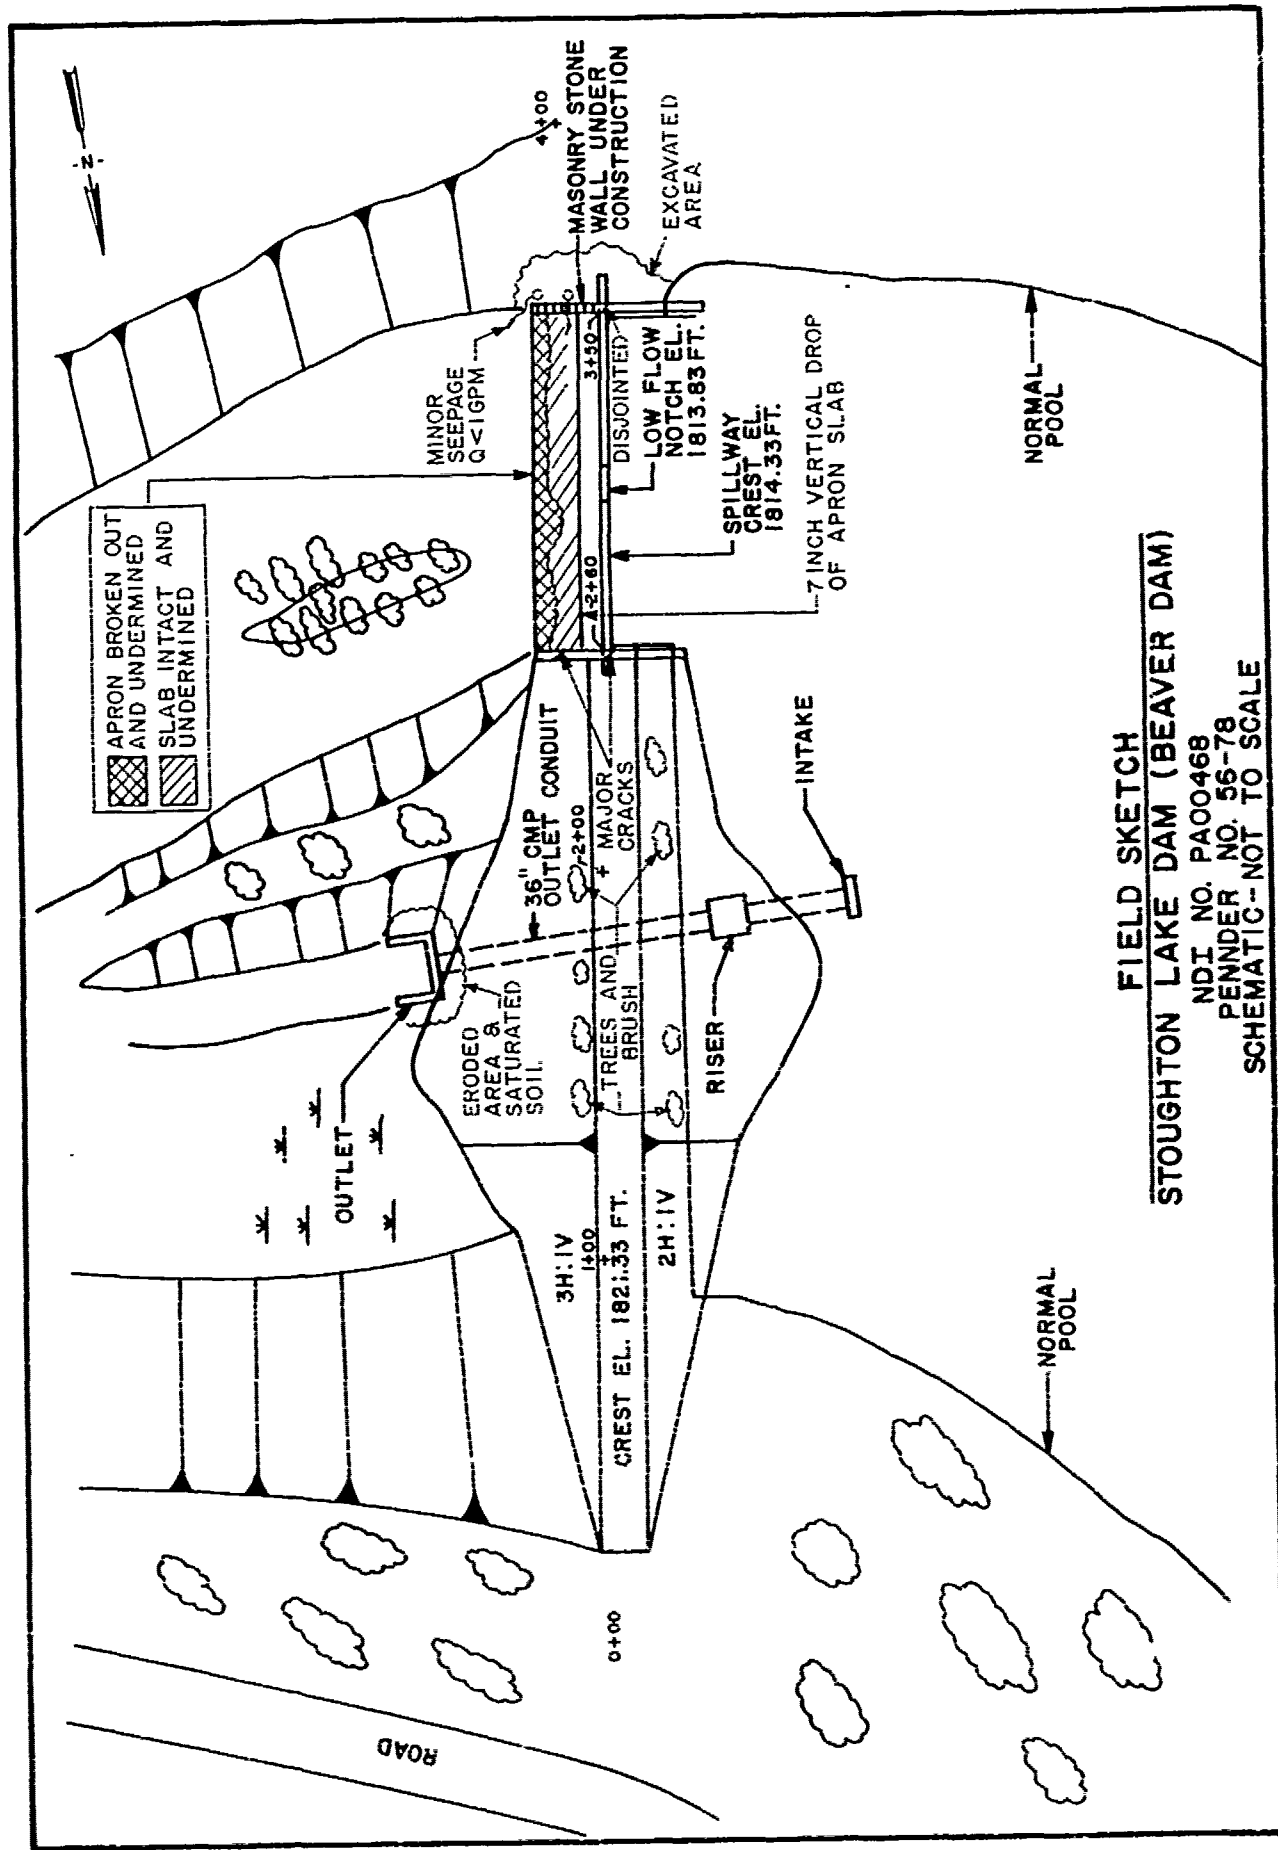 -N-
4+00
MASONRY STONE
WALL UNDER
CONSTRUCTION
EXCAVATED
AREA
MINOR
SEEPAGE
Q<1GPM
APRON BROKEN OUT
AND UNDERMINED
SLAB INTACT AND
UNDERMINED
3+50
DISJOINTED
LOW FLOW
NOTCH EL.
1813.83 FT.
SPILLWAY
CREST EL.
1814.33 FT.
7 INCH VERTICAL DROP
OF APRON SLAB
2+60
NORMAL
POOL
36" CMP
OUTLET CONDUIT
2+00
MAJOR
CRACKS
INTAKE
TREES AND
BRUSH
RISER
ERODED
AREA &
SATURATED
SOIL
OUTLET
3H:1V
1+00
CREST EL. 1821.33 FT.
2H:1V
NORMAL
POOL
0+00
ROAD
FIELD SKETCH
STOUGHTON LAKE DAM (BEAVER DAM)
NDI NO. PA00468
PENNDER NO. 56-78
SCHEMATIC-NOT TO SCALE